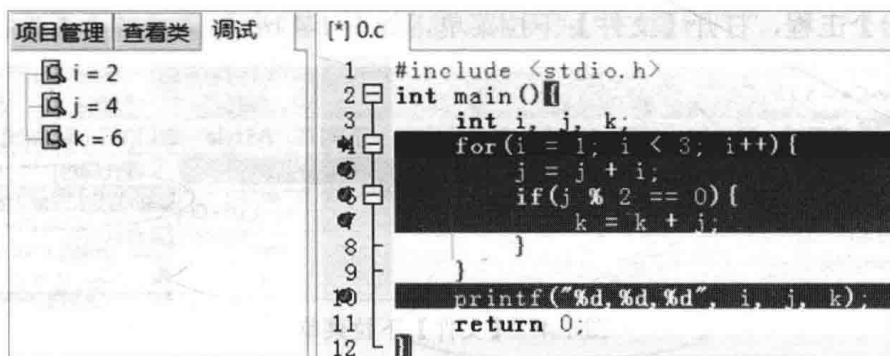 项目管理 查看类 调试
i = 2
j = 4
k = 6
[*] 0.c
1 #include <stdio.h>
2 int main(){
3 int i, j, k;
for(i = 1; i < 3; i++){
j = j + i;
if(j % 2 == 0){
k = k + j;
8 }
9 }
10 printf("%d,%d,%d", i, j, k);
11 return 0;
12 }